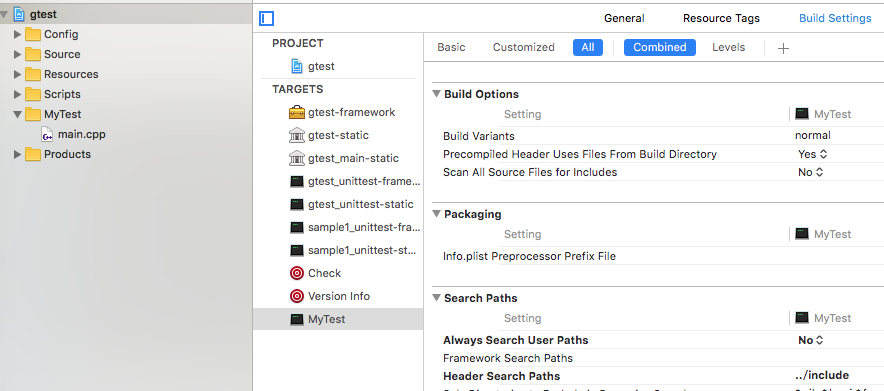 gtest
Config
Source
Resources
Scripts
MyTest
main.cpp
Products
General Resource Tags Build Settings
PROJECT
gtest
TARGETS
gtest-framework
gtest-static
gtest_main-static
gtest_unittest-frame...
gtest_unittest-static
sample1_unittest-fra...
sample1_unittest-st...
Check
Version Info
MyTest
Basic Customized All Combined Levels +
Build Options
Setting MyTest
Build Variants normal
Precompiled Header Uses Files From Build Directory Yes
Scan All Source Files for Includes No
Packaging
Setting MyTest
Info.plist Preprocessor Prefix File
Search Paths
Setting MyTest
Always Search User Paths No
Framework Search Paths
Header Search Paths ../include